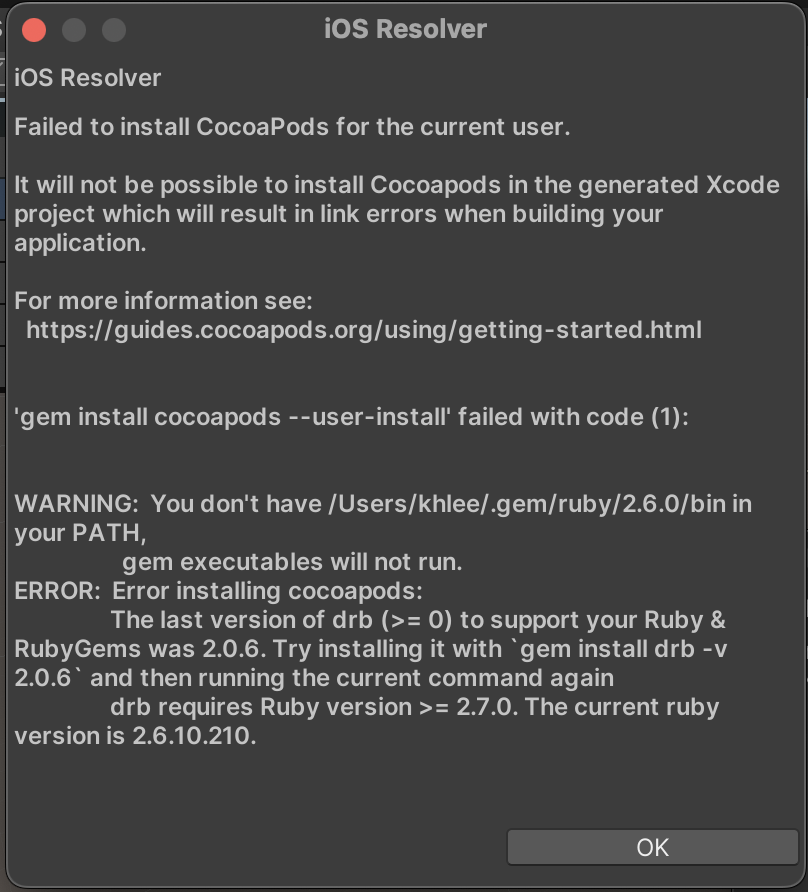 iOS Resolver
iOS Resolver
Failed to install CocoaPods for the current user.
It will not be possible to install Cocoapods in the generated Xcode
project which will result in link errors when building your
application.
For more information see:
https://guides.cocoapods.org/using/getting-started.html
'gem install cocoapods --user-install' failed with code (1):
WARNING:  You don't have /Users/khlee/.gem/ruby/2.6.0/bin in
your PATH,
gem executables will not run.
ERROR:  Error installing cocoapods:
The last version of drb (>= 0) to support your Ruby &
RubyGems was 2.0.6. Try installing it with `gem install drb -v
2.0.6` and then running the current command again
drb requires Ruby version >= 2.7.0. The current ruby
version is 2.6.10.210.
OK